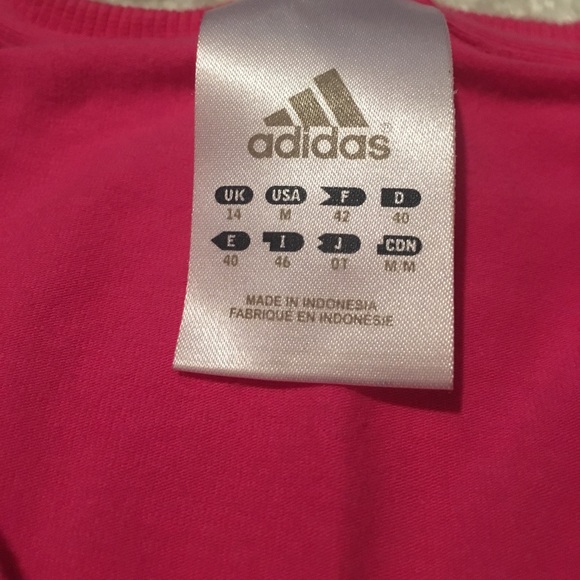 adidas
UK USA F D
14 M 42 40
E I J CDN
40 46 OT M/M
MADE IN INDONESIA
FABRIQUÉ EN INDONÉSIE